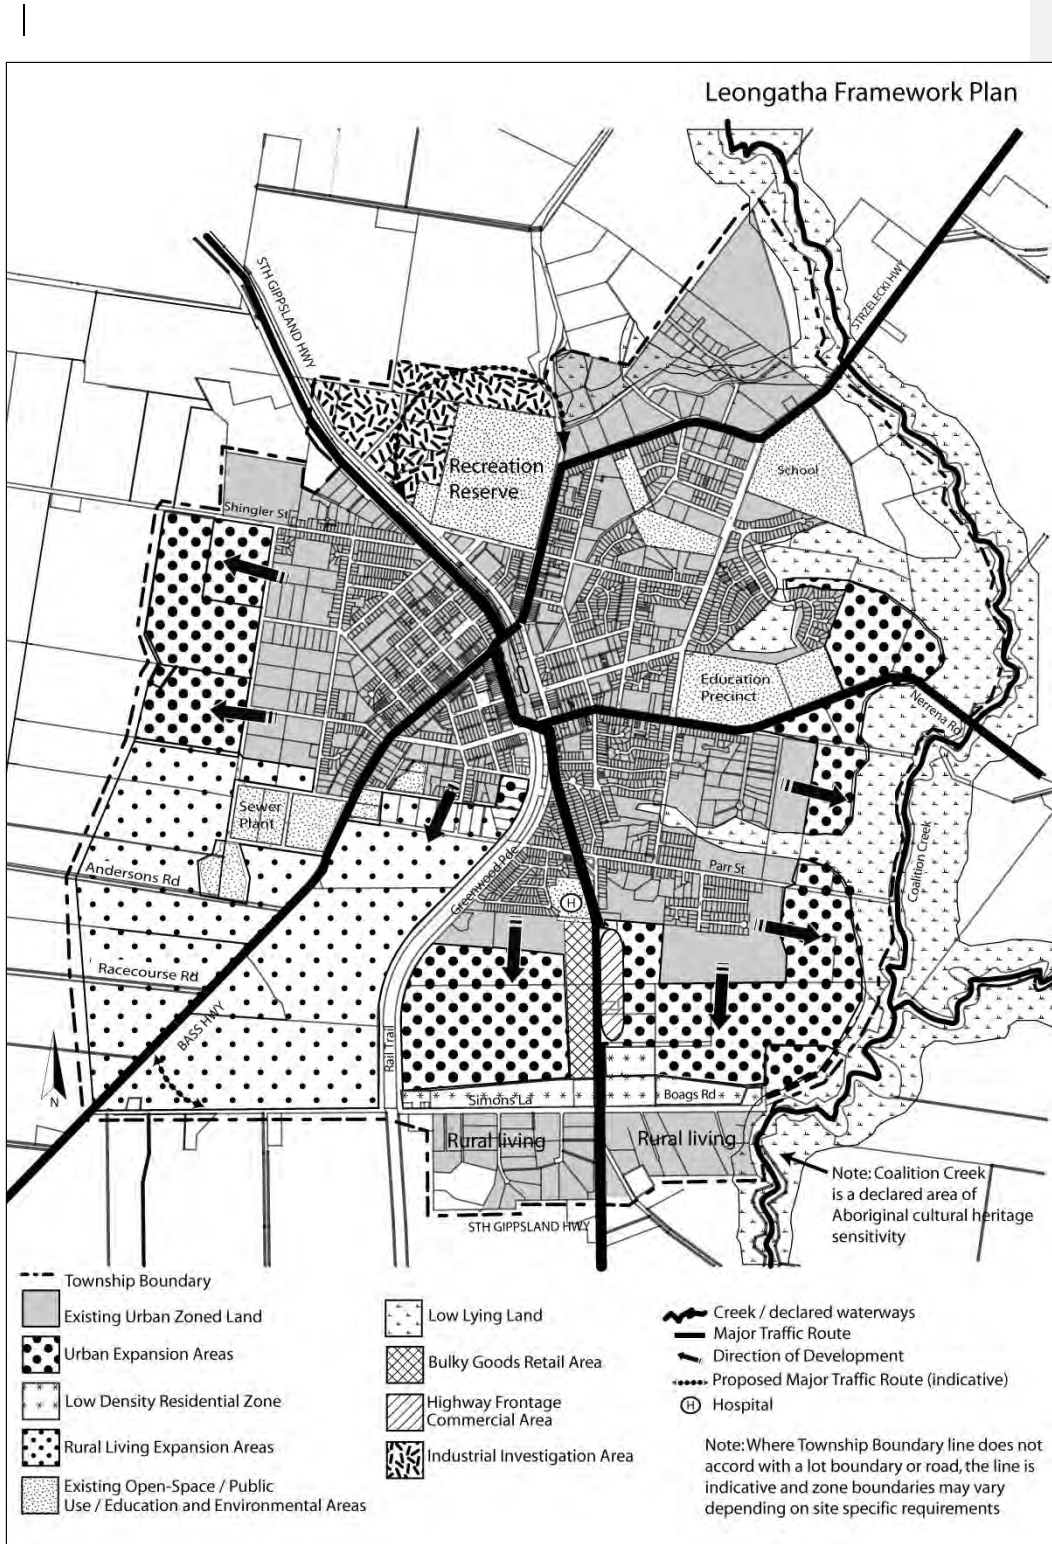 Leongatha Framework Plan
STH GIPPSLAND HWY
STRZELECKI HWY
Recreation
Reserve
School
Shingler St
Education
Precinct
Nerrena Rd
Sewer
Plant
Greenwood Pde
Parr St
Coalition Creek
Andersons Rd
H
Racecourse Rd
BASS HWY
Rail Trail
N
Simons La
Boags Rd
Rural living
Rural living
Note: Coalition Creek
is a declared area of
Aboriginal cultural heritage
sensitivity
STH GIPPSLAND HWY
Township Boundary
Existing Urban Zoned Land
Urban Expansion Areas
Low Density Residential Zone
Rural Living Expansion Areas
Existing Open-Space / Public
Use / Education and Environmental Areas
Low Lying Land
Bulky Goods Retail Area
Highway Frontage
Commercial Area
Industrial Investigation Area
Creek / declared waterways
Major Traffic Route
Direction of Development
Proposed Major Traffic Route (indicative)
H Hospital
Note: Where Township Boundary line does not
accord with a lot boundary or road, the line is
indicative and zone boundaries may vary
depending on site specific requirements